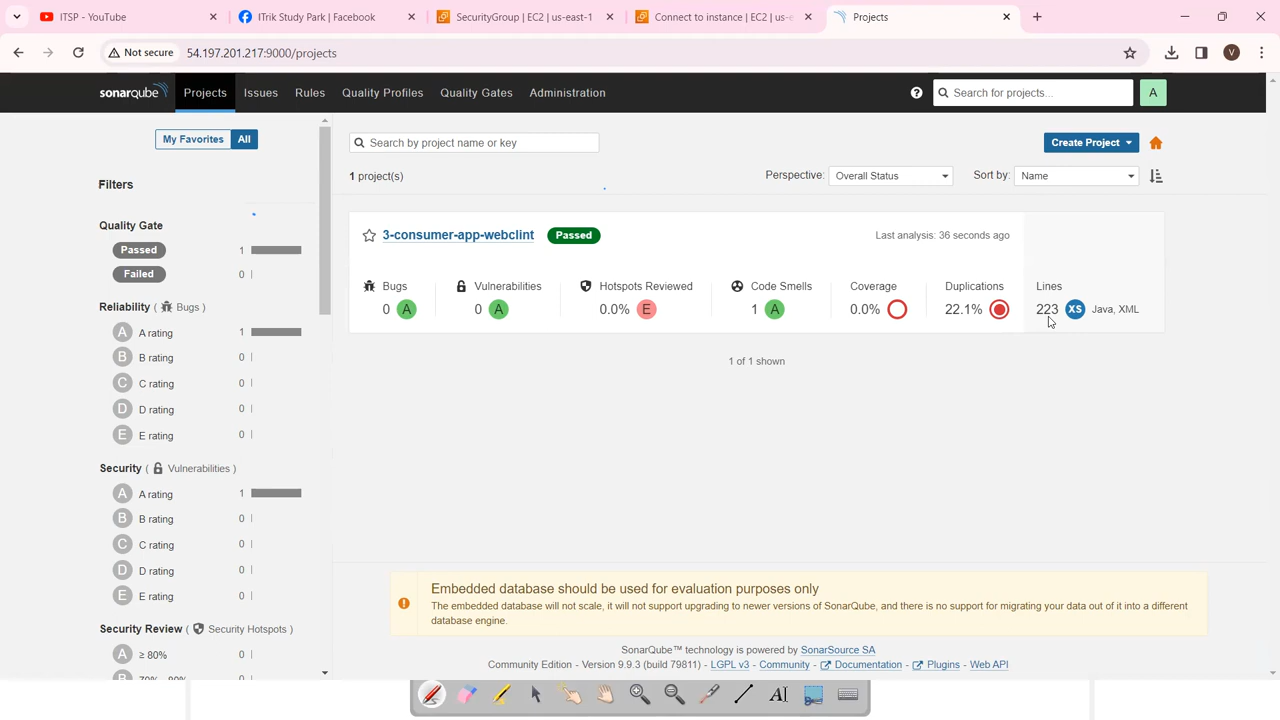 ITSP - YouTube
ITrik Study Park | Facebook
SecurityGroup | EC2 | us-east-1
Connect to instance | EC2 | us-e
Projects
Not secure
54.197.201.217:9000/projects
V
sonarqube
Projects
Issues
Rules
Quality Profiles
Quality Gates
Administration
Search for projects...
A
My Favorites
All
Search by project name or key
Create Project
1 project(s)
Perspective:
Overall Status
Sort by:
Name
Filters
Quality Gate
Passed 1
Failed 0
Reliability ( Bugs )
A A rating 1
B B rating 0
C C rating 0
D D rating 0
E E rating 0
Security ( Vulnerabilities )
A A rating 1
B B rating 0
C C rating 0
D D rating 0
E E rating 0
Security Review ( Security Hotspots )
A ≥ 80% 0
3-consumer-app-webclint
Passed
Last analysis: 36 seconds ago
Bugs
0 A
Vulnerabilities
0 A
Hotspots Reviewed
0.0% E
Code Smells
1 A
Coverage
0.0%
Duplications
22.1%
Lines
223 XS Java, XML
1 of 1 shown
Embedded database should be used for evaluation purposes only
The embedded database will not scale, it will not support upgrading to newer versions of SonarQube, and there is no support for migrating your data out of it into a different
database engine.
SonarQube™ technology is powered by SonarSource SA
Community Edition - Version 9.9.3 (build 79811) - LGPL v3 - Community - Documentation - Plugins - Web API